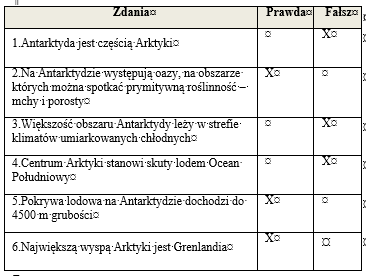 Zdania¤ Prawda¤ Fałsz¤ ¤
1.Antarktyda·jest·częścią·Arktyki¤ ¤ X¤ ¤
2.Na·Antarktydzie·występują·oazy,·na·obszarze·
których·można·spotkać·prymitywną·roślinność·–·
mchy·i·porosty¤ X¤ ¤ ¤
3.Większość·obszaru·Antarktydy·leży·w·strefie·
klimatów·umiarkowanych·chłodnych¤ ¤ X¤ ¤
4.Centrum·Arktyki·stanowi·skuty·lodem·Ocean·
Południowy¤ ¤ X¤ ¤
5.Pokrywa·lodowa·na·Antarktydzie·dochodzi·do·
4500·m·grubości¤ X¤ ¤ ¤
6.Największą·wyspą·Arktyki·jest·Grenlandia¤ X¤ ¤ ¤